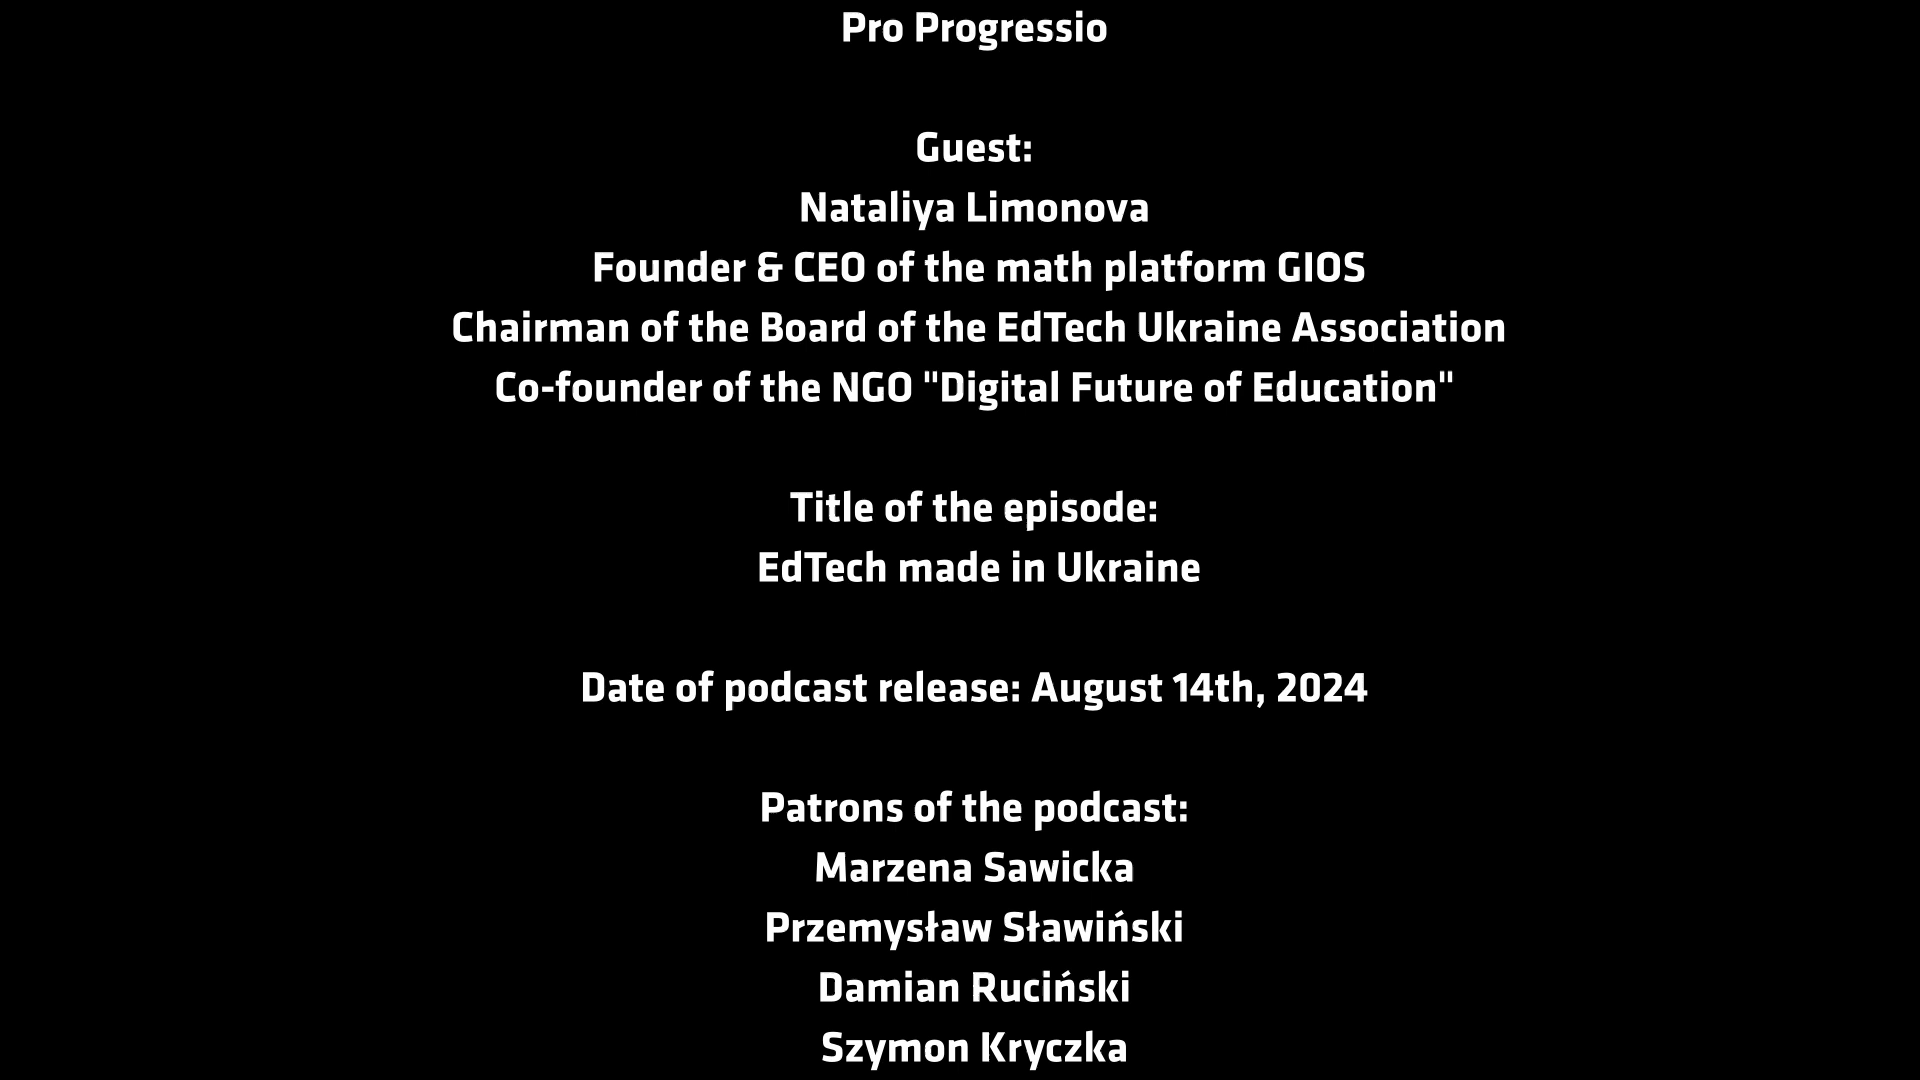 Pro Progressio
Guest:
Nataliya Limonova
Founder & CEO of the math platform GIOS
Chairman of the Board of the EdTech Ukraine Association
Co-founder of the NGO "Digital Future of Education"
Title of the episode:
EdTech made in Ukraine
Date of podcast release: August 14th, 2024
Patrons of the podcast:
Marzena Sawicka
Przemysław Sławiński
Damian Ruciński
Szymon Kryczka